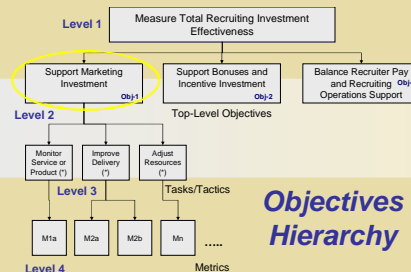 Level 1
Measure Total Recruiting Investment
Effectiveness
Support Marketing
Investment
Obj-1
Support Bonuses and
Incentive Investment
Obj-2
Balance Recruiter Pay
and Recruiting
Operations Support
Obj-
Level 2
Top-Level Objectives
Monitor
Service or
Product (*)
Improve
Delivery
(*)
Adjust
Resources
(*)
Level 3
Tasks/Tactics
Objectives
Hierarchy
M1a
M2a
M2b
Mn
.....
Level 4
Metrics